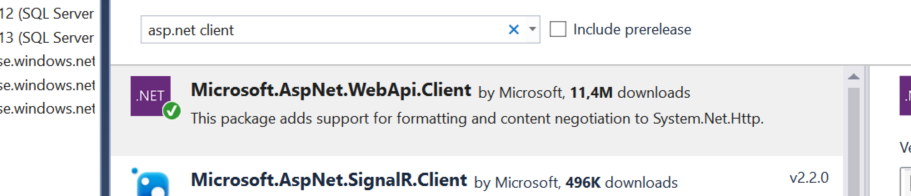 12 (SQL Server
13 (SQL Server
se.windows.net
se.windows.net
se.windows.net
asp.net client
Include prerelease
.NET
Microsoft.AspNet.WebApi.Client by Microsoft, 11,4M downloads
This package adds support for formatting and content negotiation to System.Net.Http.
Microsoft.AspNet.SignalR.Client by Microsoft, 496K downloads
v2.2.0
Ve